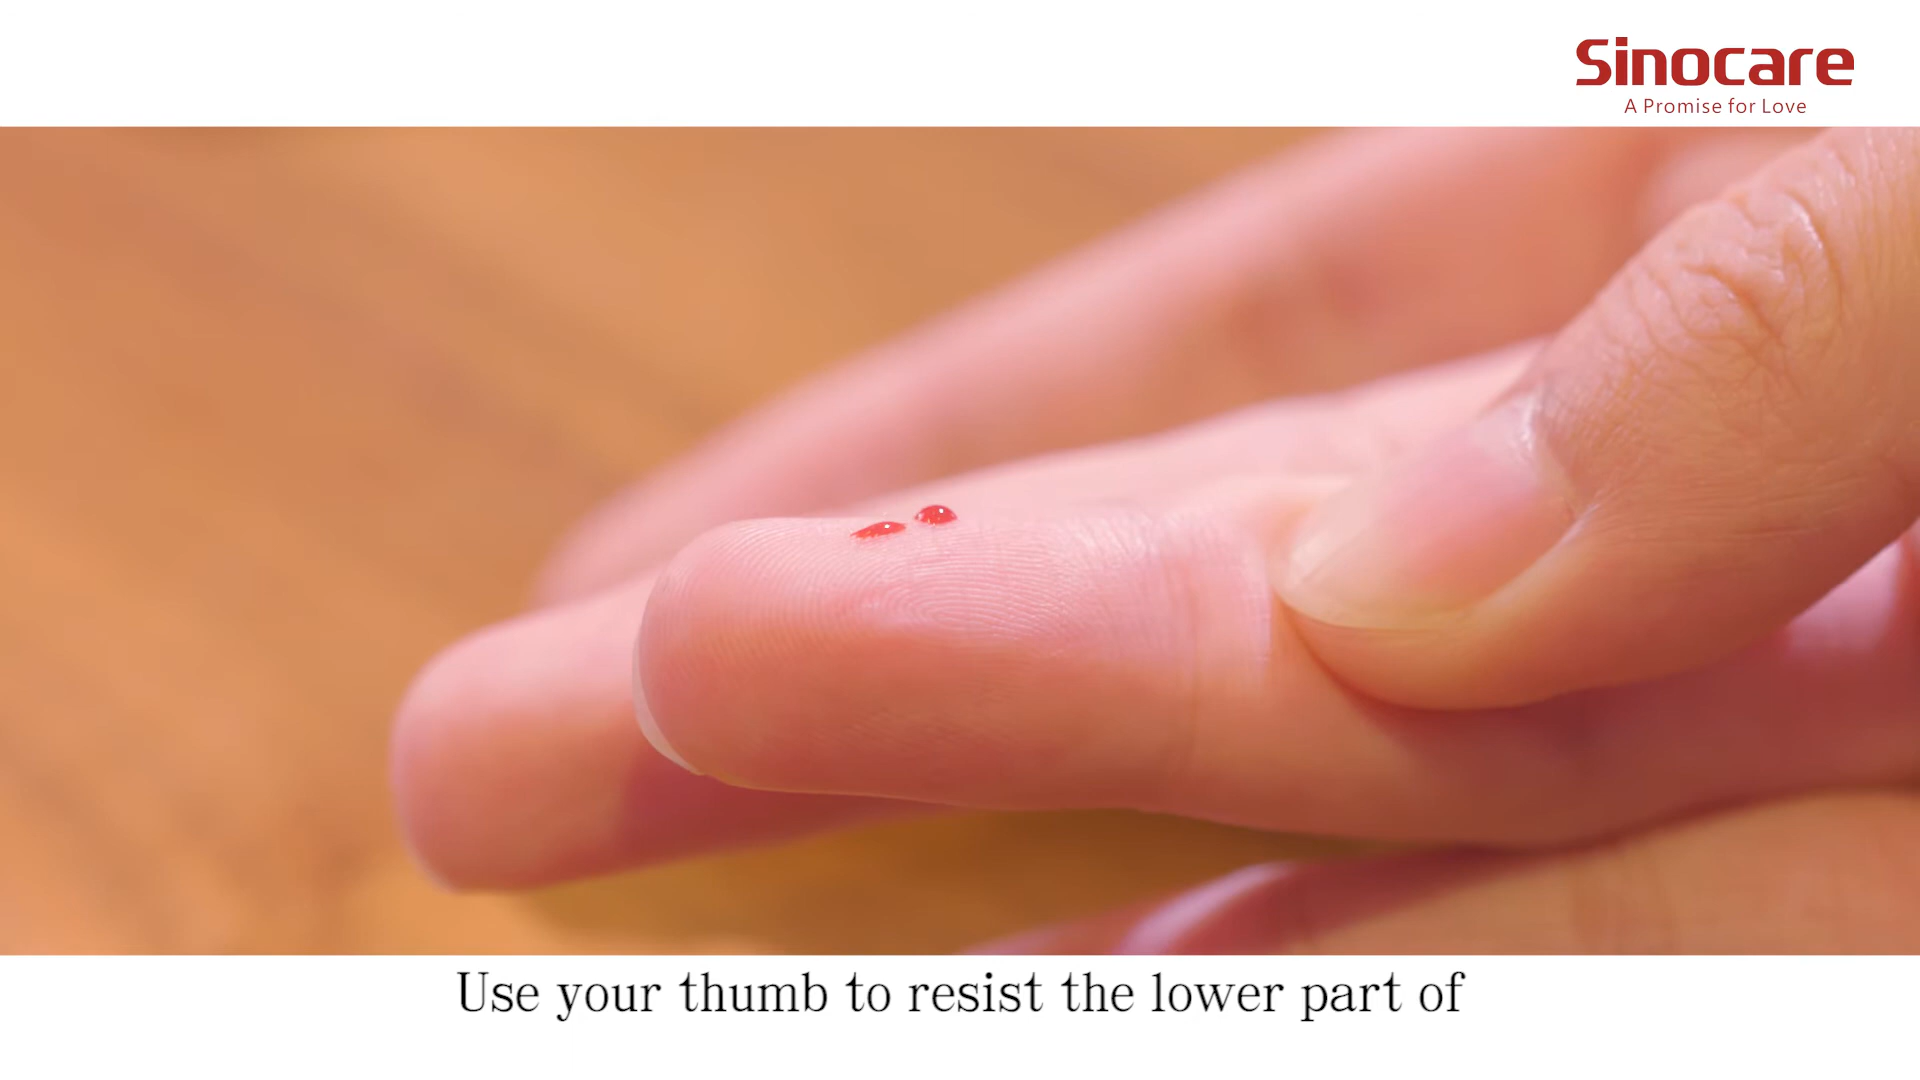 Sinocare
A Promise for Love
Use your thumb to resist the lower part of